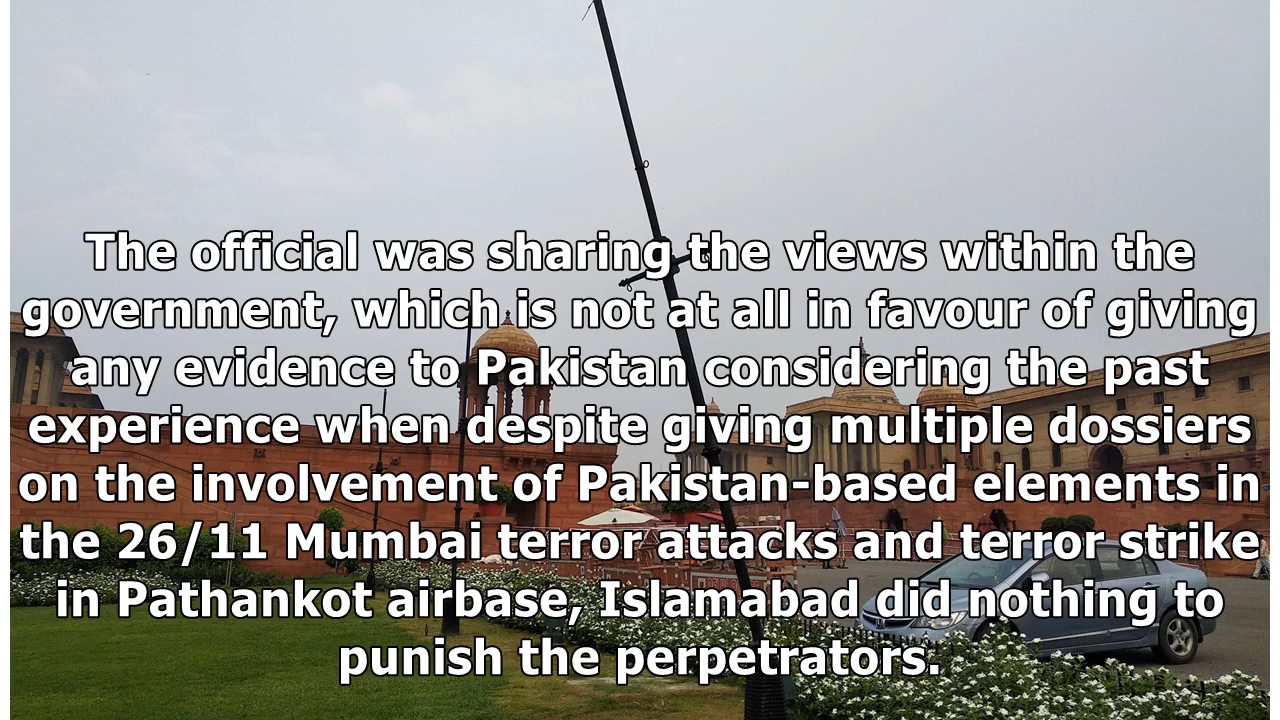 The official was sharing the views within the
government, which is not at all in favour of giving
any evidence to Pakistan considering the past
experience when despite giving multiple dossiers
on the involvement of Pakistan-based elements in
the 26/11 Mumbai terror attacks and terror strike
in Pathankot airbase, Islamabad did nothing to
punish the perpetrators.